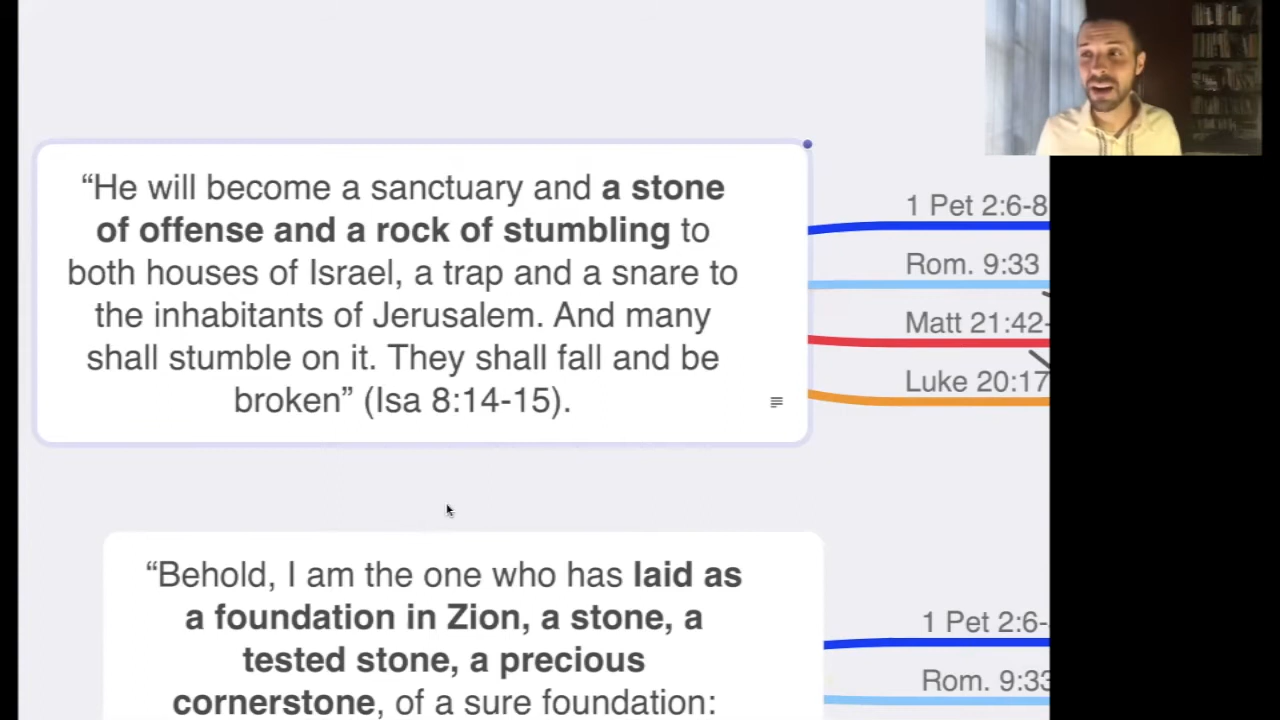 “He will become a sanctuary and a stone
of offense and a rock of stumbling to
both houses of Israel, a trap and a snare to
the inhabitants of Jerusalem. And many
shall stumble on it. They shall fall and be
broken” (Isa 8:14-15).
1 Pet 2:6-8
Rom. 9:33
Matt 21:42-
Luke 20:17
“Behold, I am the one who has laid as
a foundation in Zion, a stone, a
tested stone, a precious
cornerstone, of a sure foundation:
1 Pet 2:6-
Rom. 9:33